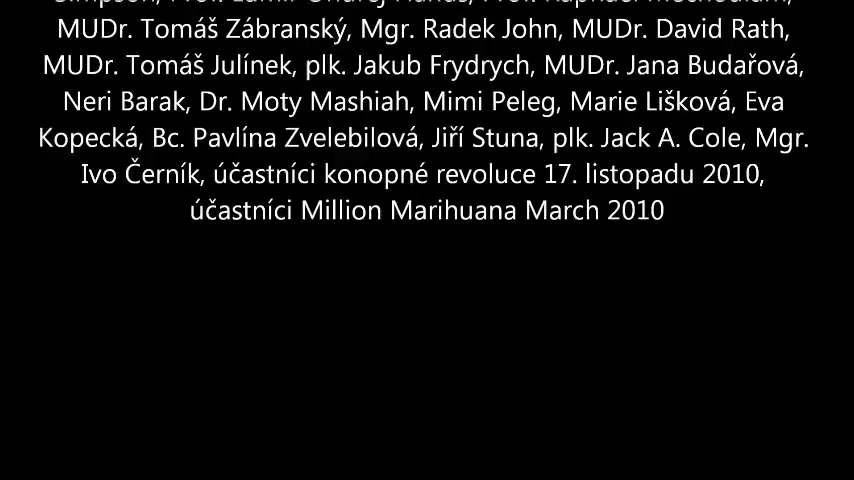 MUDr. Tomáš Zábranský, Mgr. Radek John, MUDr. David Rath,
MUDr. Tomáš Julínek, plk. Jakub Frydrych, MUDr. Jana Budařová,
Neri Barak, Dr. Moty Mashiah, Mimi Peleg, Marie Lišková, Eva
Kopecká, Bc. Pavlína Zvelebilová, Jiří Stuna, plk. Jack A. Cole, Mgr.
Ivo Černík, účastníci konopné revoluce 17. listopadu 2010,
účastníci Million Marihuana March 2010